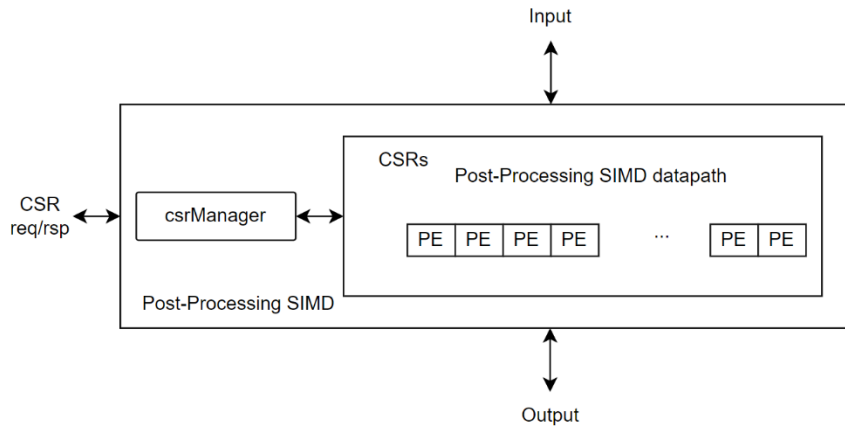 Input
CSRs
Post-Processing SIMD datapath
CSR
req/rsp
csrManager
PE PE PE PE ... PE PE
Post-Processing SIMD
Output